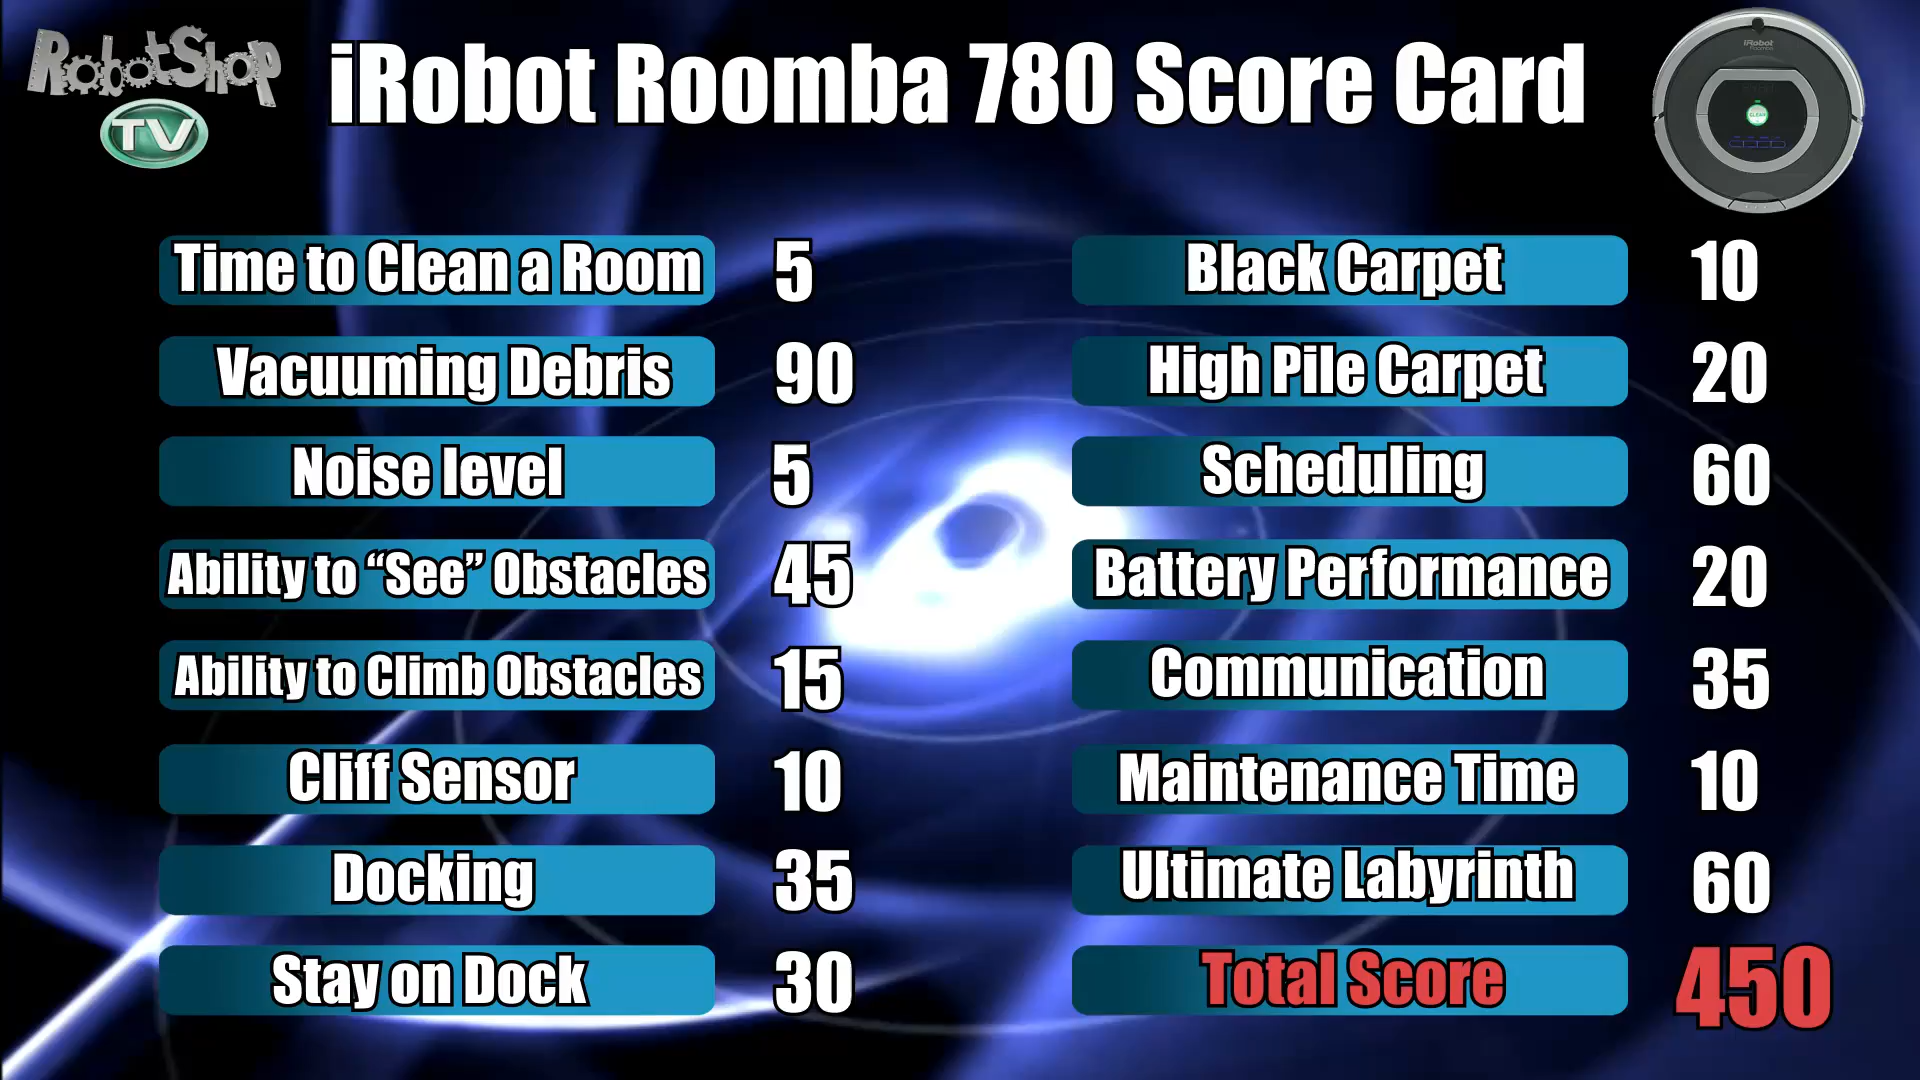 RobotShop
TV
iRobot Roomba 780 Score Card
iRobot
Roomba
CLEAN
Time to Clean a Room 5
Vacuuming Debris 90
Noise level 5
Ability to “See” Obstacles 45
Ability to Climb Obstacles 15
Cliff Sensor 10
Docking 35
Stay on Dock 30
Black Carpet 10
High Pile Carpet 20
Scheduling 60
Battery Performance 20
Communication 35
Maintenance Time 10
Ultimate Labyrinth 60
Total Score 450